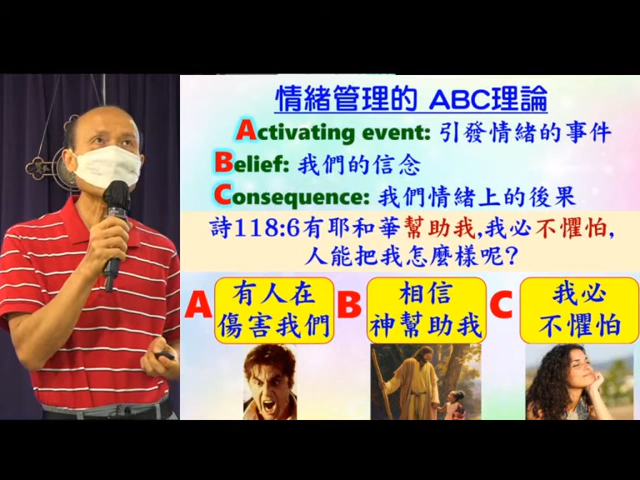 情緒管理的 ABC理論
Activating event: 引發情緒的事件
Belief: 我們的信念
Consequence: 我們情緒上的後果
詩118:6有耶和華幫助我,我必不懼怕,
人能把我怎麼樣呢?
A 有人在
傷害我們
B 相信
神幫助我
C 我必
不懼怕